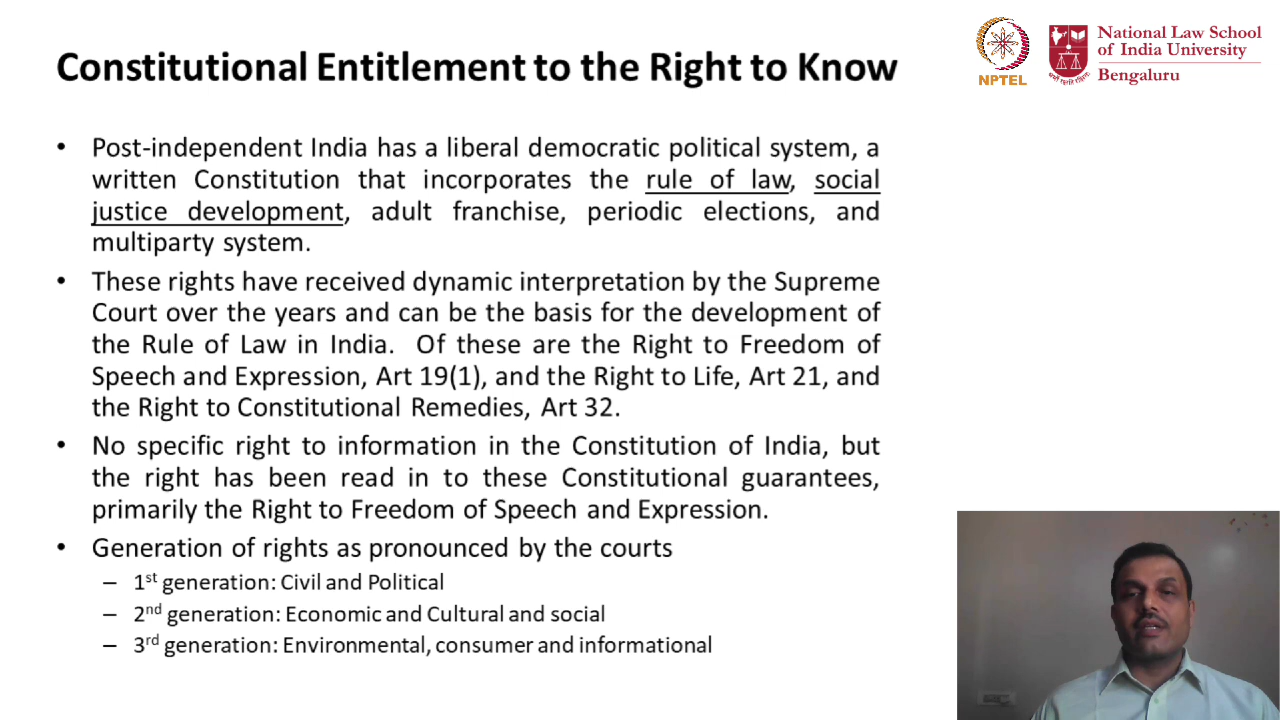 Constitutional Entitlement to the Right to Know
NPTEL
National Law School
of India University
Bengaluru
• Post-independent India has a liberal democratic political system, a
written Constitution that incorporates the rule of law, social
justice development, adult franchise, periodic elections, and
multiparty system.
• These rights have received dynamic interpretation by the Supreme
Court over the years and can be the basis for the development of
the Rule of Law in India. Of these are the Right to Freedom of
Speech and Expression, Art 19(1), and the Right to Life, Art 21, and
the Right to Constitutional Remedies, Art 32.
• No specific right to information in the Constitution of India, but
the right has been read in to these Constitutional guarantees,
primarily the Right to Freedom of Speech and Expression.
• Generation of rights as pronounced by the courts
– 1st generation: Civil and Political
– 2nd generation: Economic and Cultural and social
– 3rd generation: Environmental, consumer and informational